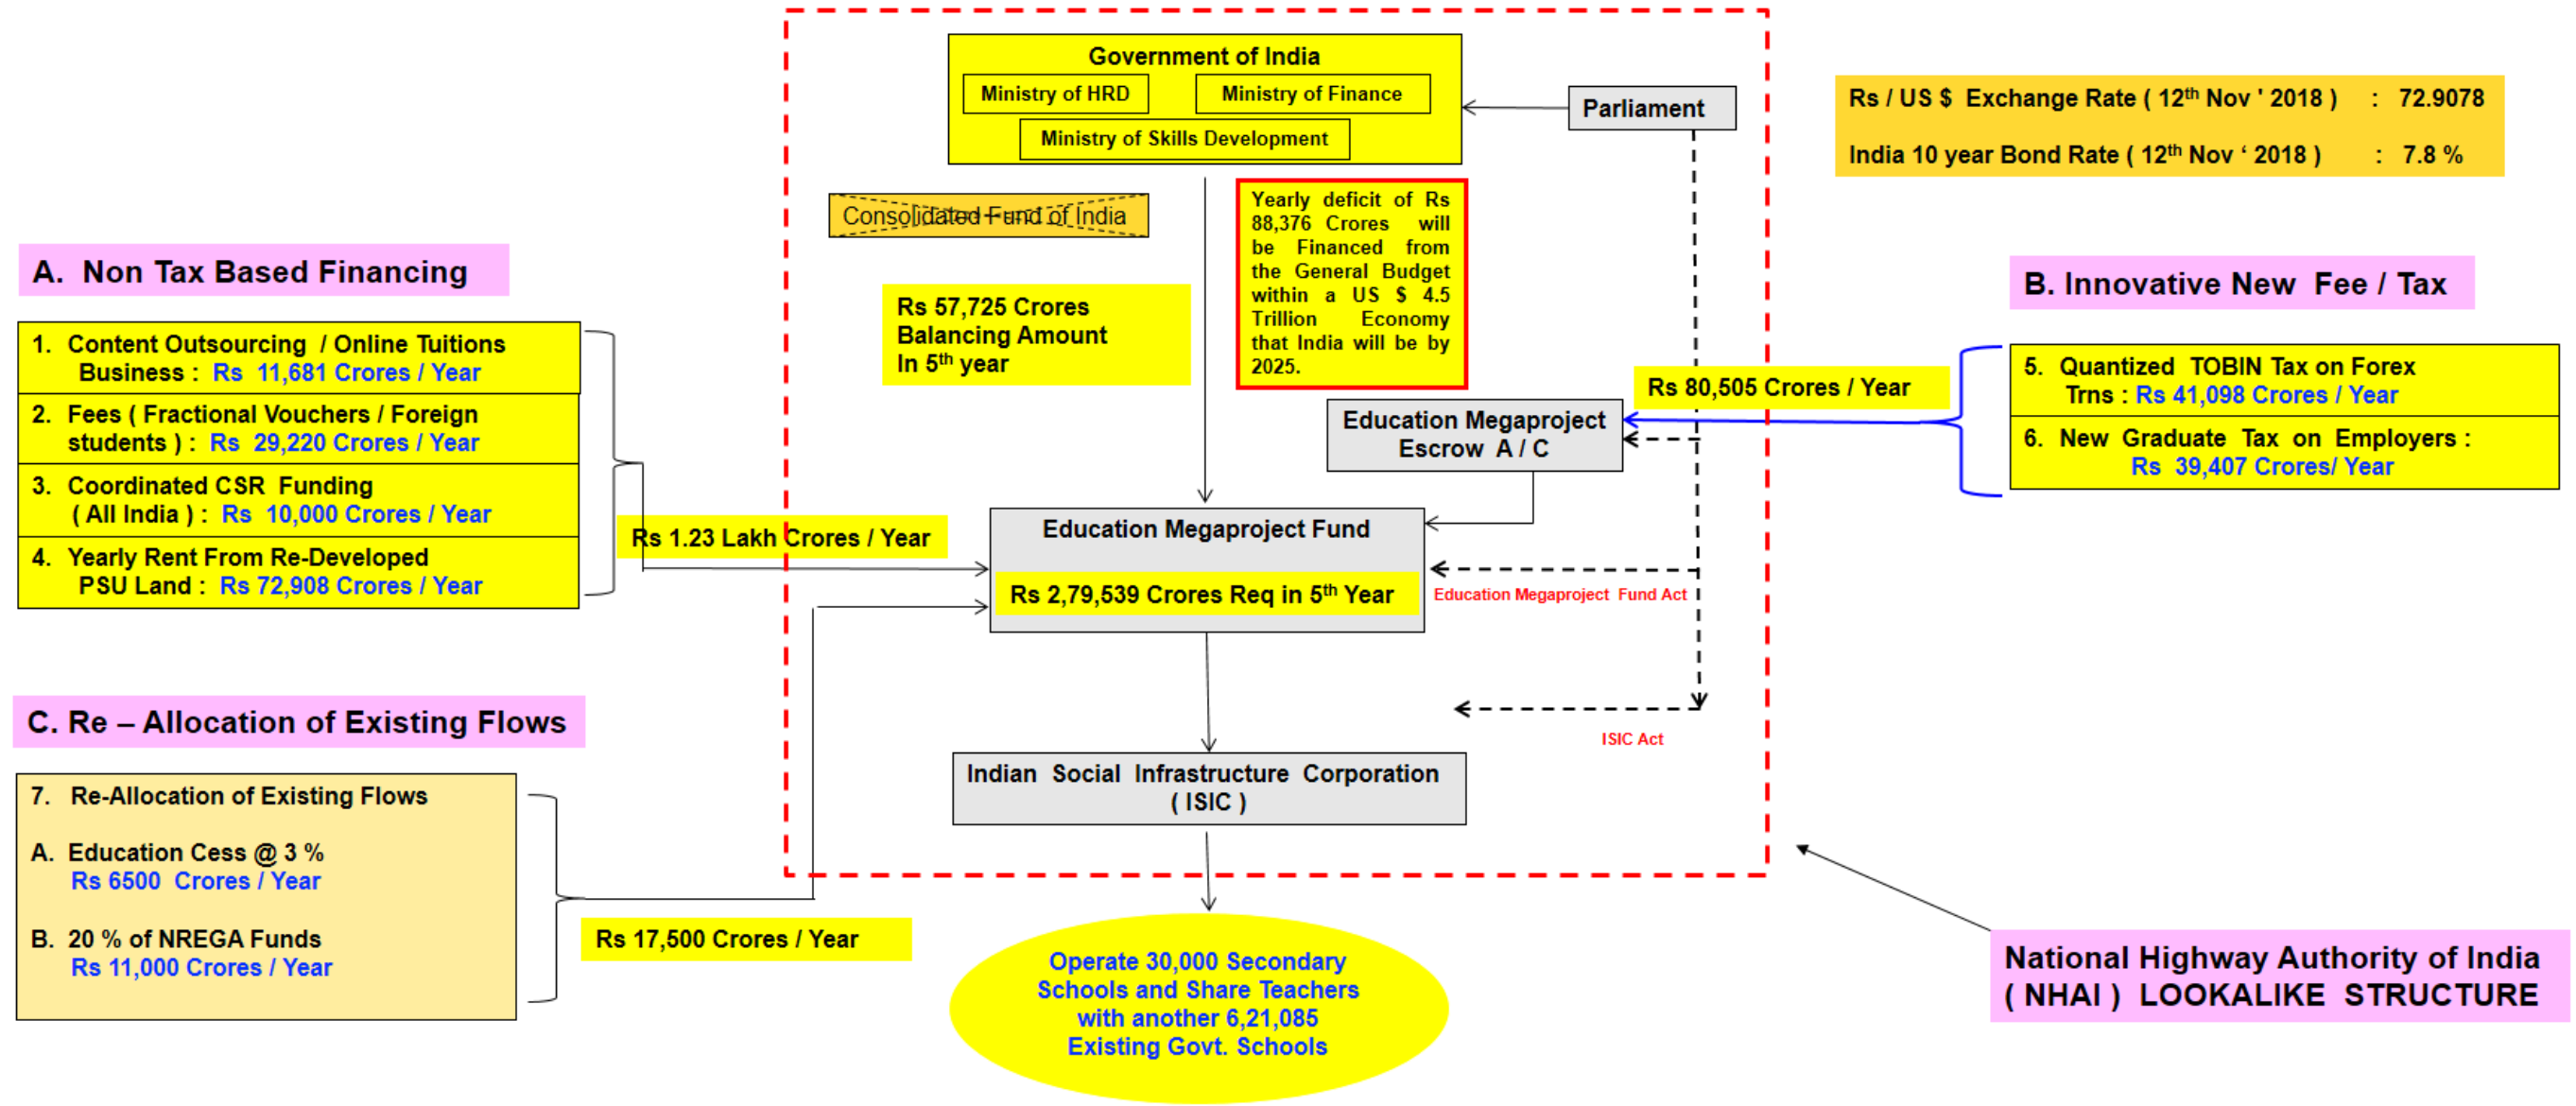 Government of India
Ministry of HRD
Ministry of Finance
Ministry of Skills Development
Parliament
Rs / US $ Exchange Rate ( 12th Nov ' 2018 ) : 72.9078
India 10 year Bond Rate ( 12th Nov ‘ 2018 ) : 7.8 %
Consolidated Fund of India
Yearly deficit of Rs
88,376 Crores will
be Financed from
the General Budget
within a US $ 4.5
Trillion Economy
that India will be by
2025.
Rs 57,725 Crores
Balancing Amount
In 5th year
A. Non Tax Based Financing
1. Content Outsourcing / Online Tuitions
Business : Rs 11,681 Crores / Year
2. Fees ( Fractional Vouchers / Foreign
students ) : Rs 29,220 Crores / Year
3. Coordinated CSR Funding
( All India ) : Rs 10,000 Crores / Year
4. Yearly Rent From Re-Developed
PSU Land : Rs 72,908 Crores / Year
Rs 1.23 Lakh Crores / Year
B. Innovative New Fee / Tax
5. Quantized TOBIN Tax on Forex
Trns : Rs 41,098 Crores / Year
6. New Graduate Tax on Employers :
Rs 39,407 Crores/ Year
Rs 80,505 Crores / Year
Education Megaproject
Escrow A / C
Education Megaproject Fund
Rs 2,79,539 Crores Req in 5th Year
Education Megaproject Fund Act
ISIC Act
C. Re – Allocation of Existing Flows
7. Re-Allocation of Existing Flows
A. Education Cess @ 3 %
Rs 6500 Crores / Year
B. 20 % of NREGA Funds
Rs 11,000 Crores / Year
Rs 17,500 Crores / Year
Indian Social Infrastructure Corporation
( ISIC )
Operate 30,000 Secondary
Schools and Share Teachers
with another 6,21,085
Existing Govt. Schools
National Highway Authority of India
( NHAI ) LOOKALIKE STRUCTURE